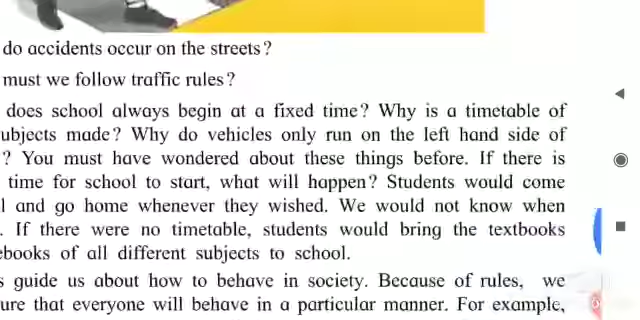 do accidents occur on the streets?
must we follow traffic rules?
does school always begin at a fixed time? Why is a timetable of
ubjects made? Why do vehicles only run on the left hand side of
? You must have wondered about these things before. If there is
time for school to start, what will happen? Students would come
l and go home whenever they wished. We would not know when
. If there were no timetable, students would bring the textbooks
ebooks of all different subjects to school.
s guide us about how to behave in society. Because of rules, we
ure that everyone will behave in a particular manner. For example,